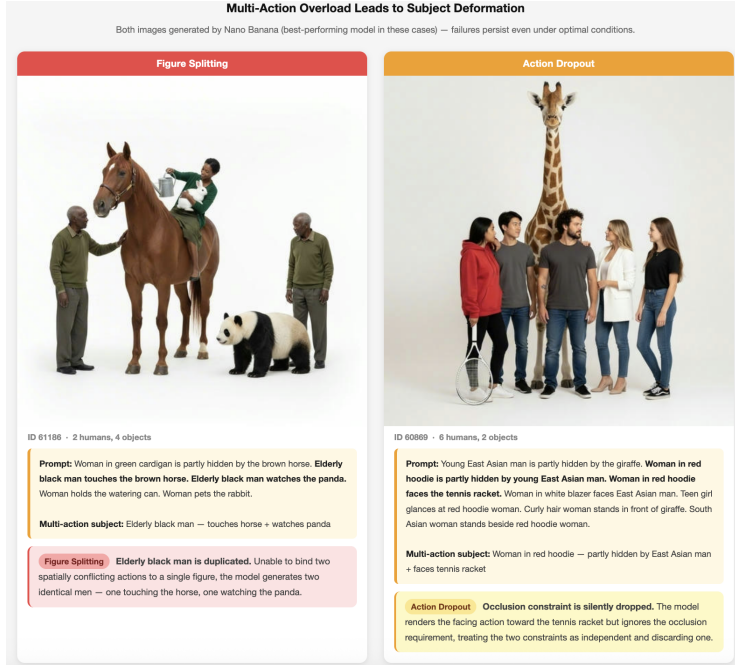 Multi-Action Overload Leads to Subject Deformation
Both images generated by Nano Banana (best-performing model in these cases) — failures persist even under optimal conditions.
Figure Splitting
ID 61186 · 2 humans, 4 objects
Prompt: Woman in green cardigan is partly hidden by the brown horse. Elderly
black man touches the brown horse. Elderly black man watches the panda.
Woman holds the watering can. Woman pets the rabbit.
Multi-action subject: Elderly black man — touches horse + watches panda
Figure Splitting Elderly black man is duplicated. Unable to bind two
spatially conflicting actions to a single figure, the model generates two
identical men — one touching the horse, one watching the panda.
Action Dropout
ID 60869 · 6 humans, 2 objects
Prompt: Young East Asian man is partly hidden by the giraffe. Woman in red
hoodie is partly hidden by young East Asian man. Woman in red hoodie
faces the tennis racket. Woman in white blazer faces East Asian man. Teen girl
glances at red hoodie woman. Curly hair woman stands in front of giraffe. South
Asian woman stands beside red hoodie woman.
Multi-action subject: Woman in red hoodie — partly hidden by East Asian man
+ faces tennis racket
Action Dropout Occlusion constraint is silently dropped. The model
renders the facing action toward the tennis racket but ignores the occlusion
requirement, treating the two constraints as independent and discarding one.